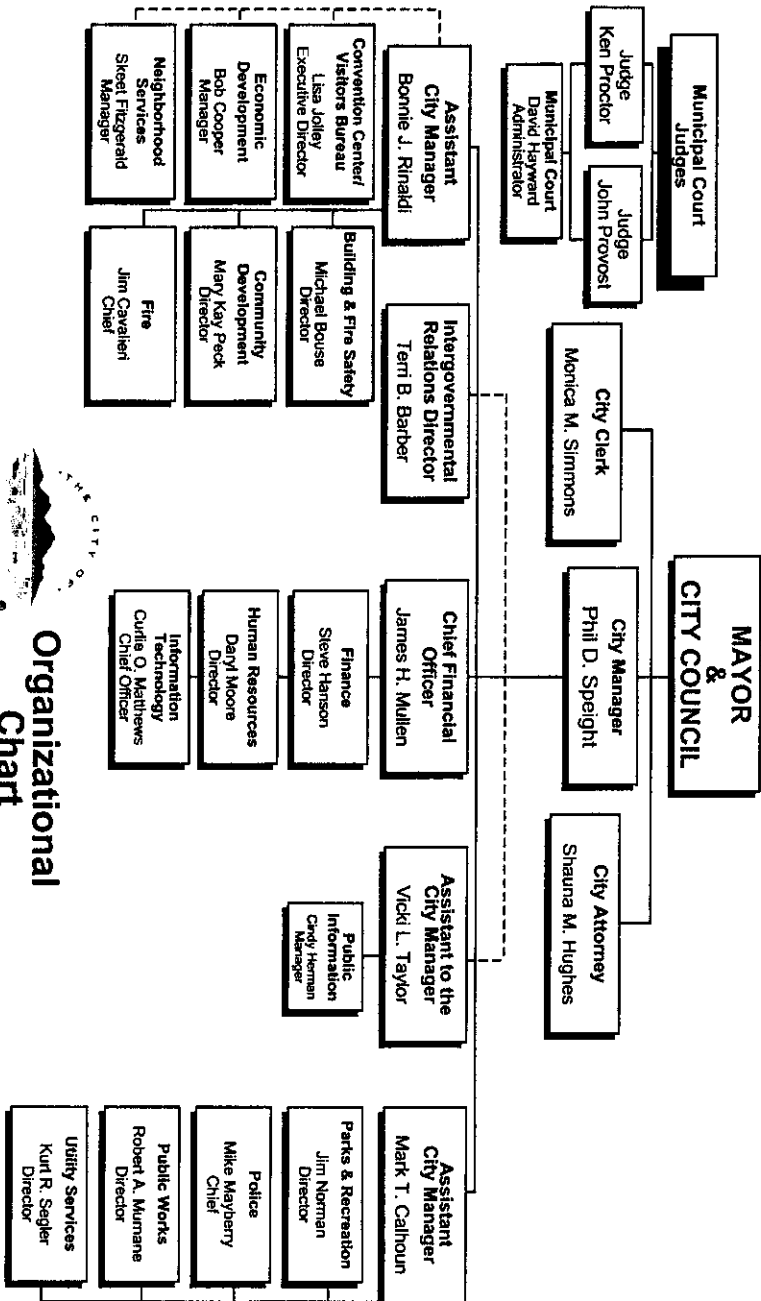 MAYOR
&
CITY COUNCIL
Municipal Court
Judges
Judge
Ken Proctor
Judge
John Provost
Municipal Court
David Hayward
Administrator
City Clerk
Monica M. Simmons
City Manager
Phil D. Speight
City Attorney
Shauna M. Hughes
Assistant
City Manager
Bonnie J. Rinaldi
Intergovernmental
Relations Director
Terri B. Barber
Chief Financial
Officer
James H. Mullen
Assistant to the
City Manager
Vicki L. Taylor
Assistant
City Manager
Mark T. Calhoun
Convention Center/
Visitors Bureau
Lisa Jolley
Executive Director
Economic
Development
Bob Cooper
Manager
Neighborhood
Services
Skeet Fitzgerald
Manager
Building & Fire Safety
Michael Bouse
Director
Community
Development
Mary Kay Peck
Director
Fire
Jim Cavalieri
Chief
Finance
Steve Hanson
Director
Human Resources
Daryl Moore
Director
Information
Technology
Curlie O. Matthews
Chief Officer
Public
Information
Cindy Herman
Manager
Parks & Recreation
Jim Norman
Director
Police
Mike Mayberry
Chief
Public Works
Robert A. Murnane
Director
Utility Services
Kurt R. Segler
Director
THE CITY O
Organizational
Chart